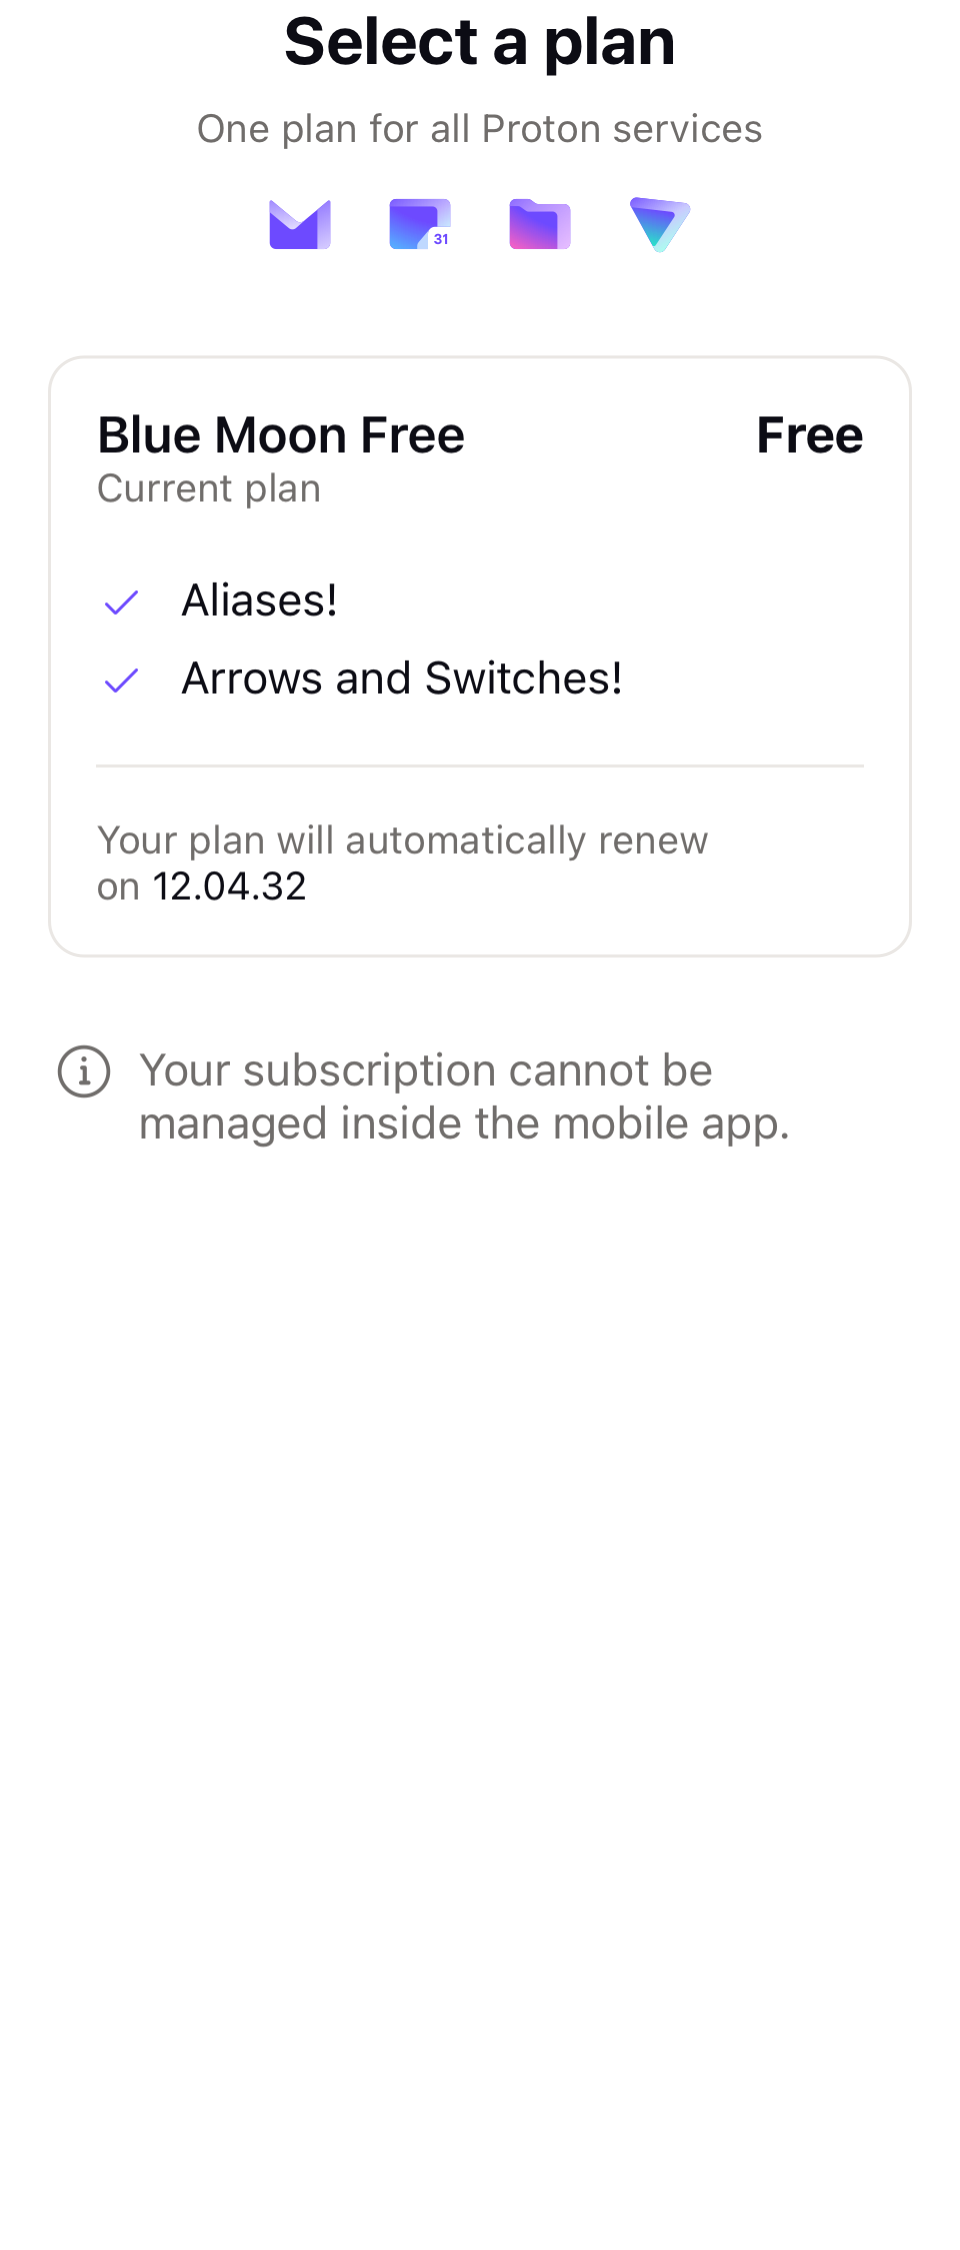 Select a plan
One plan for all Proton services
31
Blue Moon Free
Free
Current plan
Aliases!
Arrows and Switches!
Your plan will automatically renew
on 12.04.32
Your subscription cannot be
managed inside the mobile app.